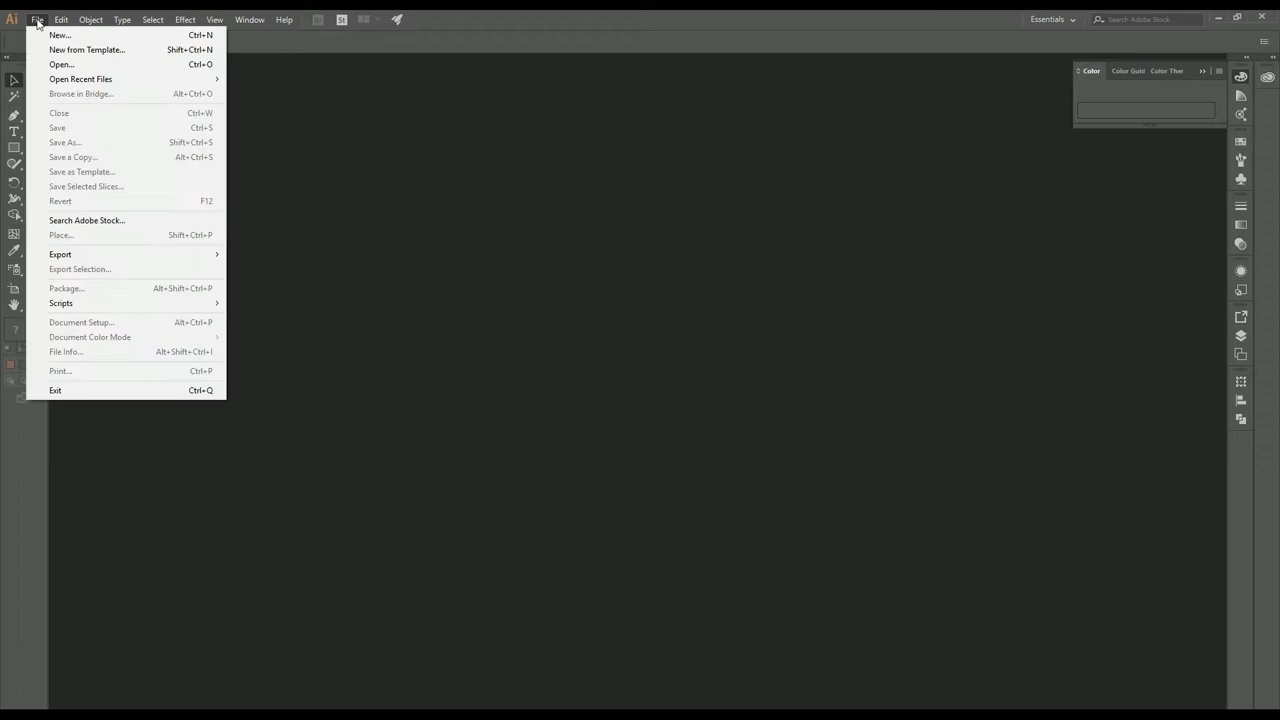 Ai File Edit Object Type Select Effect View Window Help Br St Essentials Search Adobe Stock
New... Ctrl+N
New from Template... Shift+Ctrl+N
Open... Ctrl+O
Open Recent Files
Browse in Bridge... Alt+Ctrl+O
Close Ctrl+W
Save Ctrl+S
Save As... Shift+Ctrl+S
Save a Copy... Alt+Ctrl+S
Save as Template...
Save Selected Slices...
Revert F12
Search Adobe Stock...
Place... Shift+Ctrl+P
Export
Export Selection...
Package... Alt+Shift+Ctrl+P
Scripts
Document Setup... Alt+Ctrl+P
Document Color Mode
File Info... Alt+Shift+Ctrl+I
Print... Ctrl+P
Exit Ctrl+Q
Color Color Guid Color Ther
T
?